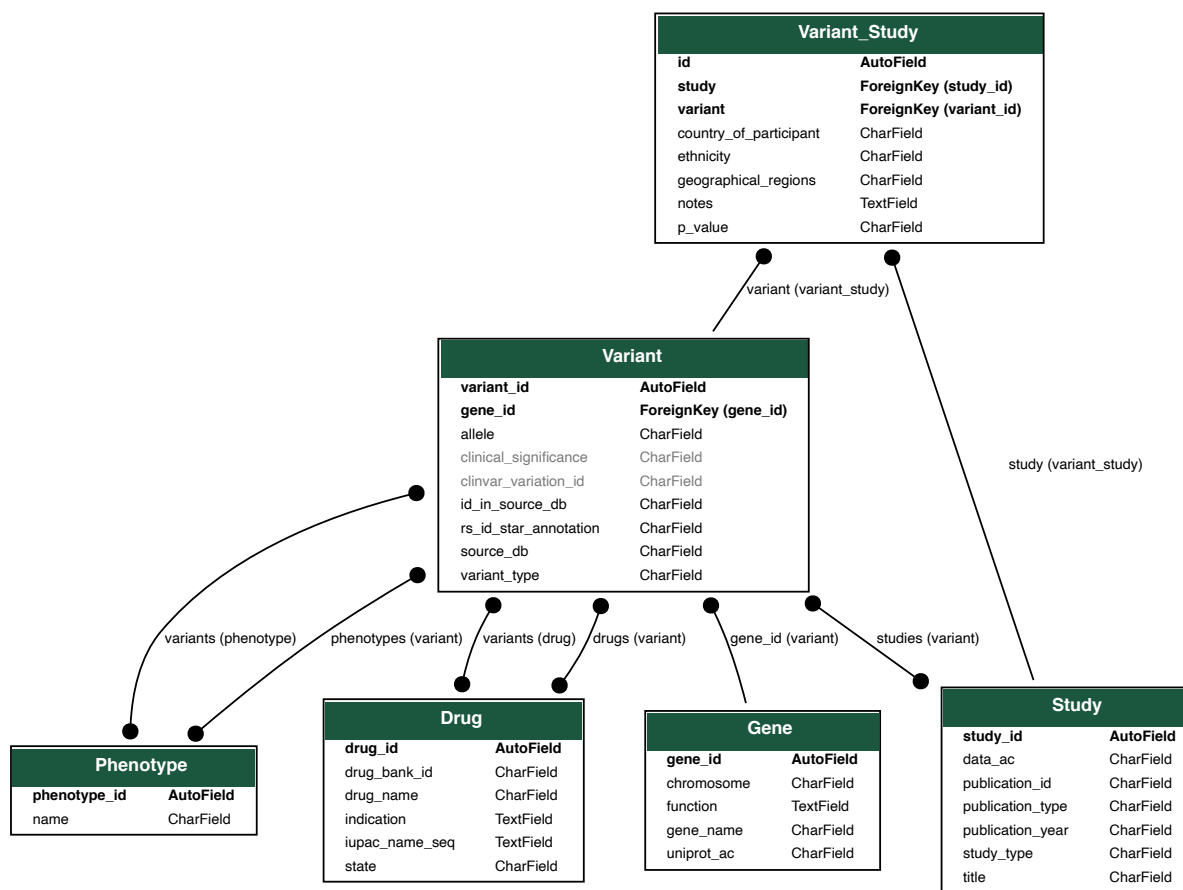 Variant_Study
id AutoField
study ForeignKey (study_id)
variant ForeignKey (variant_id)
country_of_participant CharField
ethnicity CharField
geographical_regions CharField
notes TextField
p_value CharField
variant (variant_study)
study (variant_study)
Variant
variant_id AutoField
gene_id ForeignKey (gene_id)
allele CharField
clinical_significance CharField
clinvar_variation_id CharField
id_in_source_db CharField
rs_id_star_annotation CharField
source_db CharField
variant_type CharField
variants (phenotype)
phenotypes (variant)
variants (drug)
drugs (variant)
gene_id (variant)
studies (variant)
Phenotype
phenotype_id AutoField
name CharField
Drug
drug_id AutoField
drug_bank_id CharField
drug_name CharField
indication TextField
iupac_name_seq TextField
state CharField
Gene
gene_id AutoField
chromosome CharField
function TextField
gene_name CharField
uniprot_ac CharField
Study
study_id AutoField
data_ac CharField
publication_id CharField
publication_type CharField
publication_year CharField
study_type CharField
title CharField